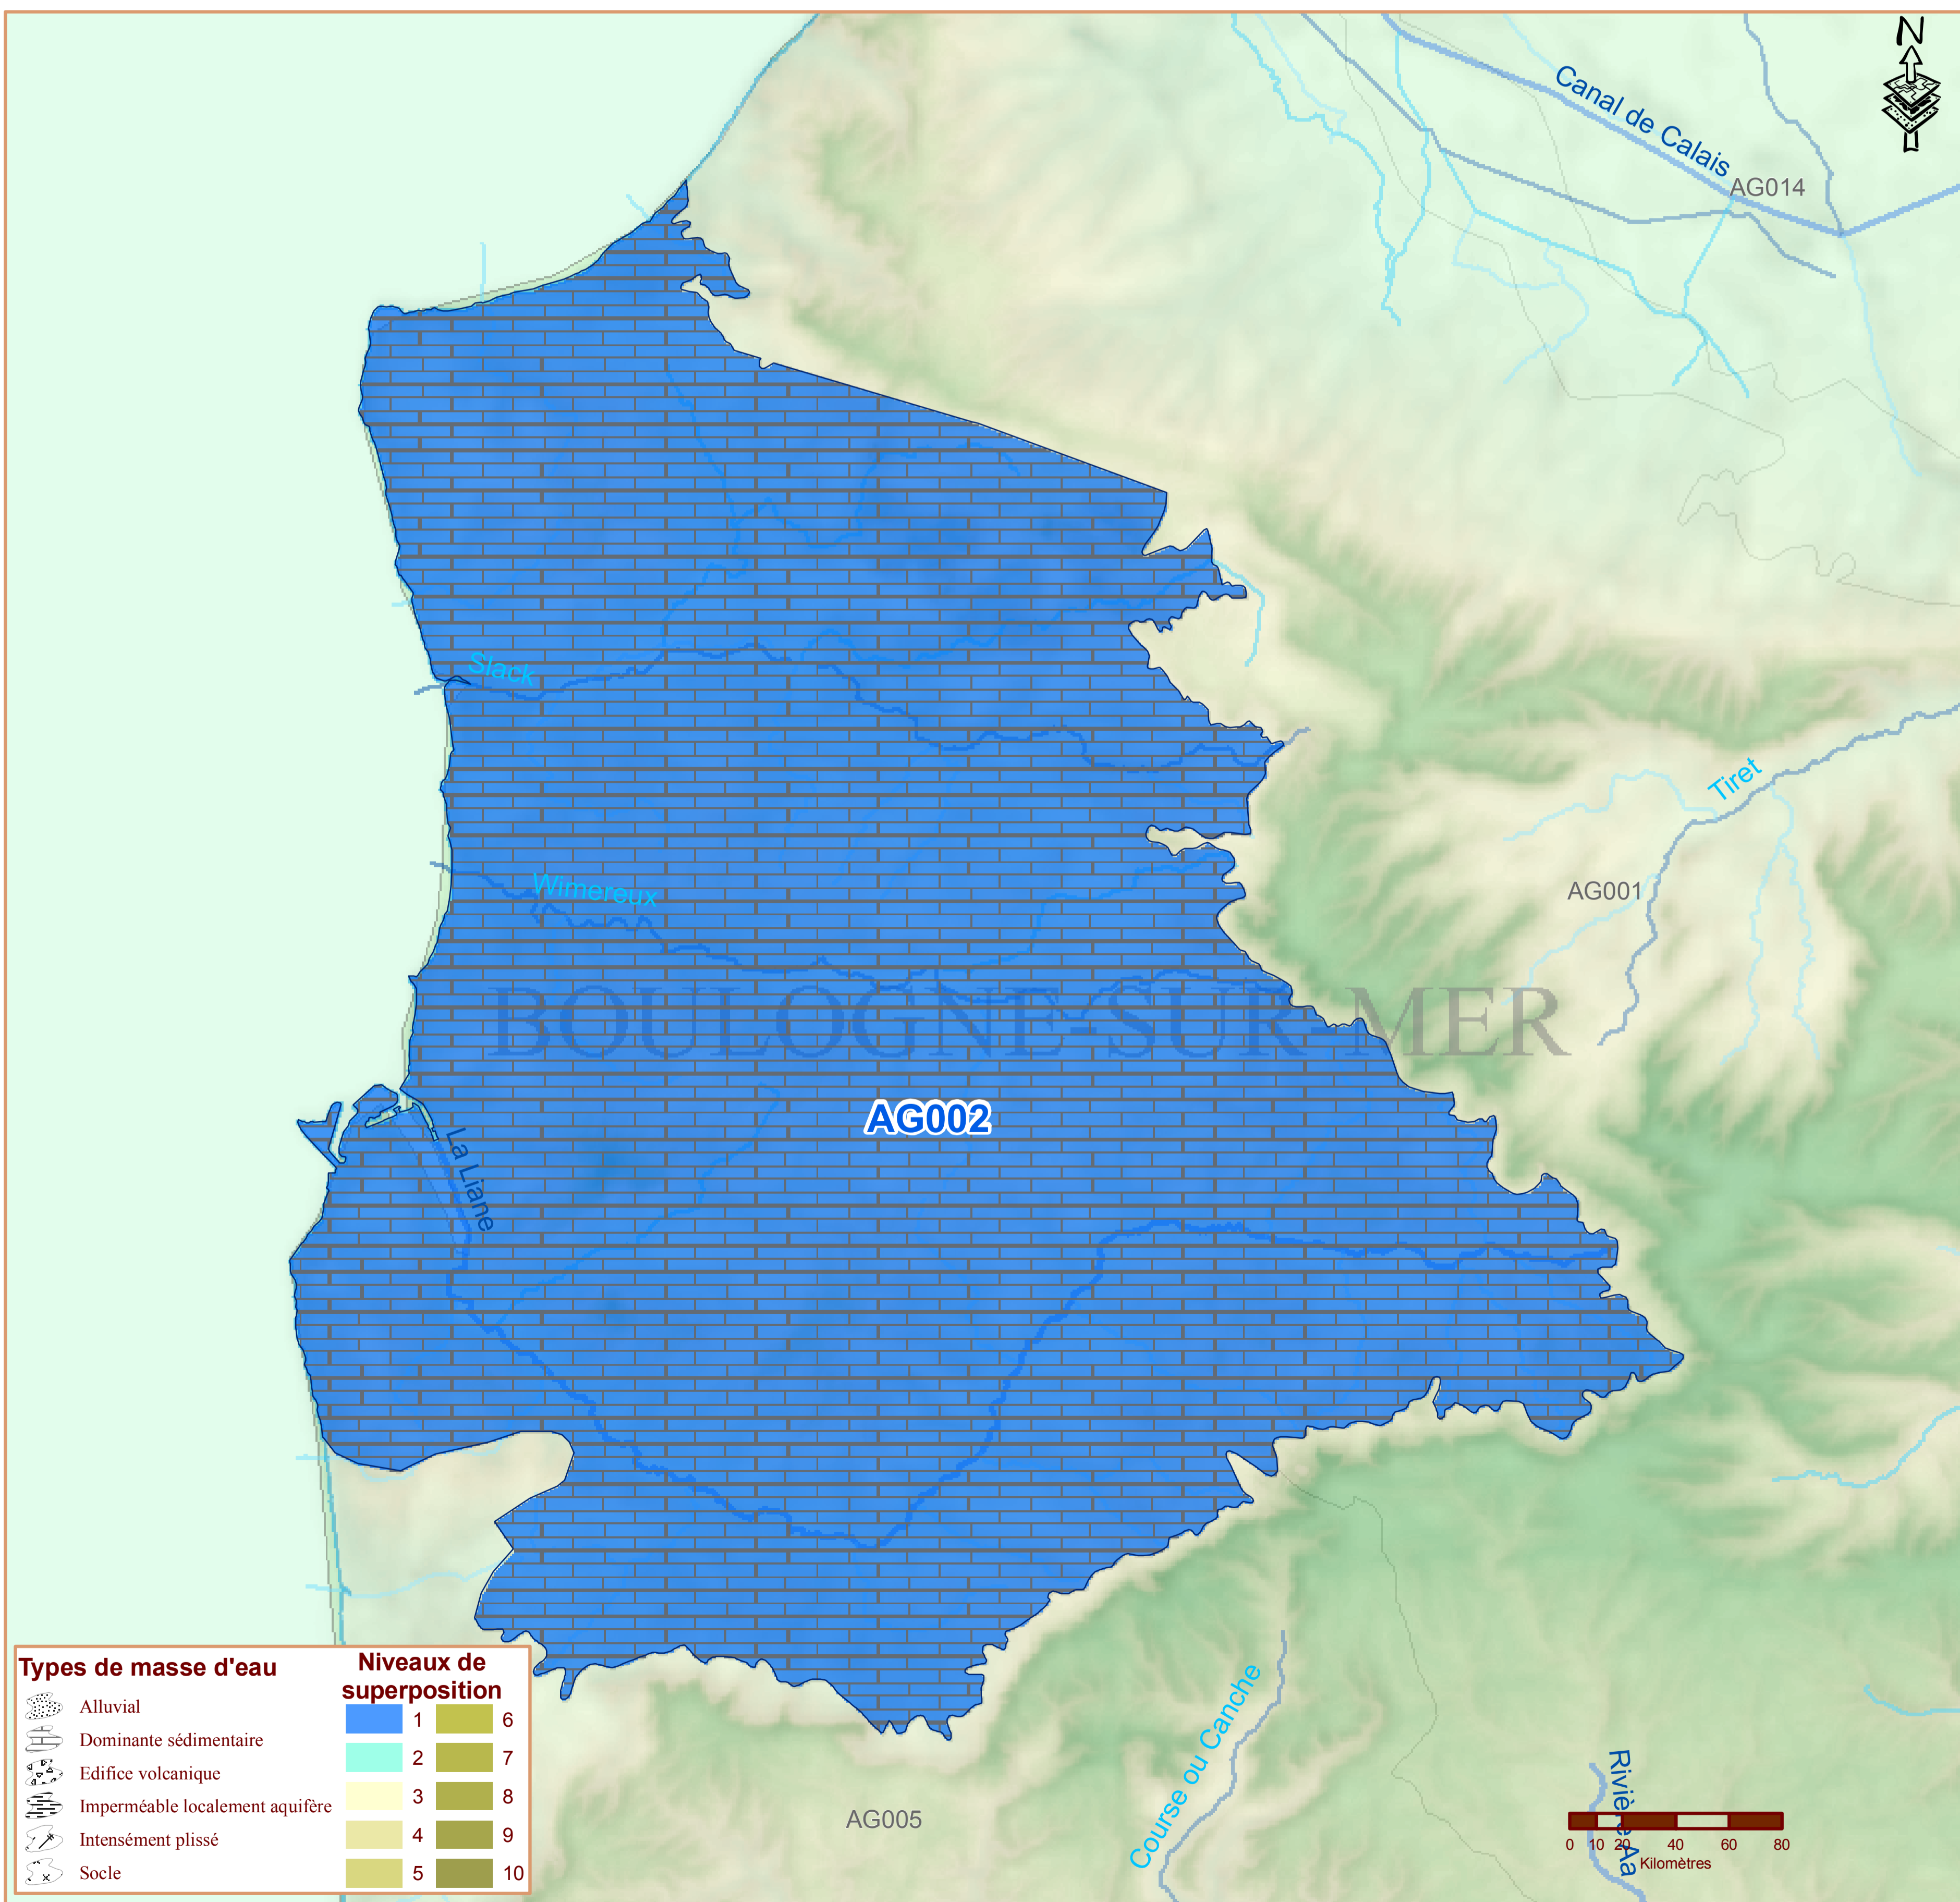 N
Canal de Calais
AG014
Slack
Tiret
AG001
Wimereux
BOULOGNE-SUR-MER
AG002
La Liane
Types de masse d'eau
Alluvial
Dominante sédimentaire
Edifice volcanique
Imperméable localement aquifère
Intensément plissé
Socle
Niveaux de
superposition
1 6
2 7
3 8
4 9
5 10
AG005
Course ou Canche
Rivière Aa
0 10 20 40 60 80
Kilomètres